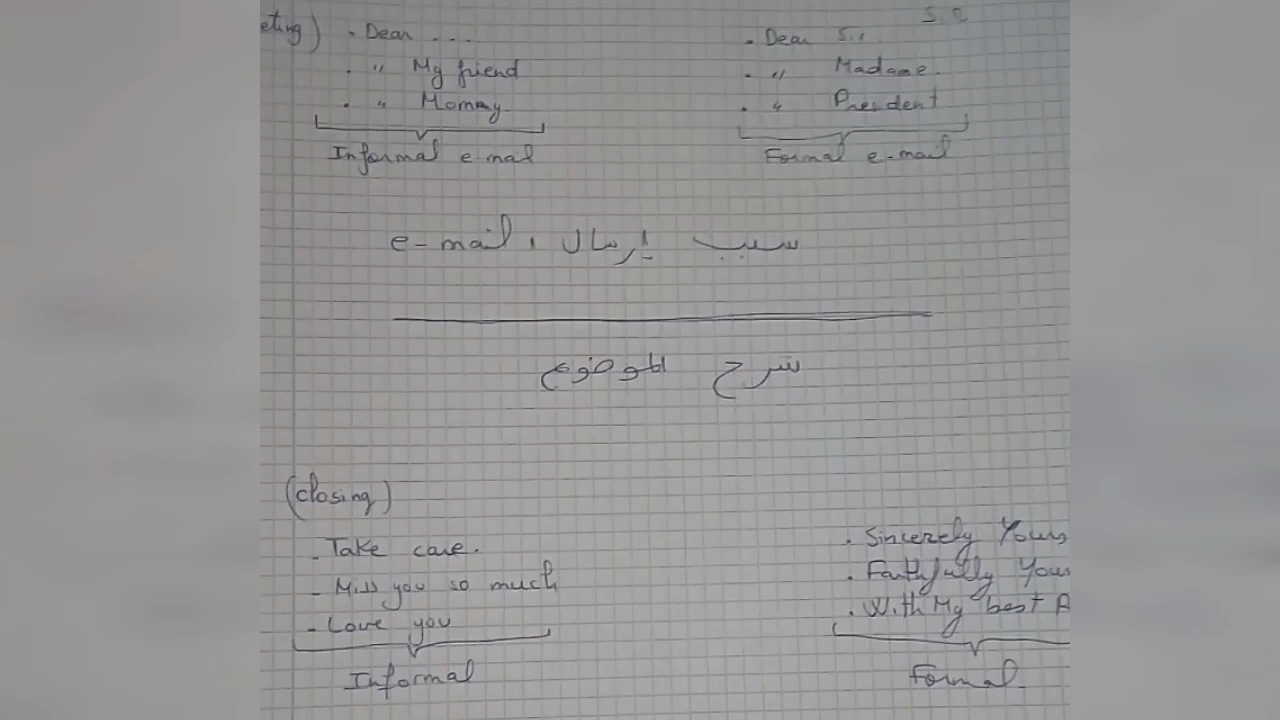 eting)
. Dear ...
. " My friend
. " Mommy.
Informal e-mail
. Dear Sir
. " Madame.
. " President
Formal e-mail
سبب إرسال ا e-mail
شرح الموضوع
(closing)
- Take care.
- Miss you so much
- Love you
Informal
. Sincerely Yours
. Faithfully Your
. With My best
Formal.